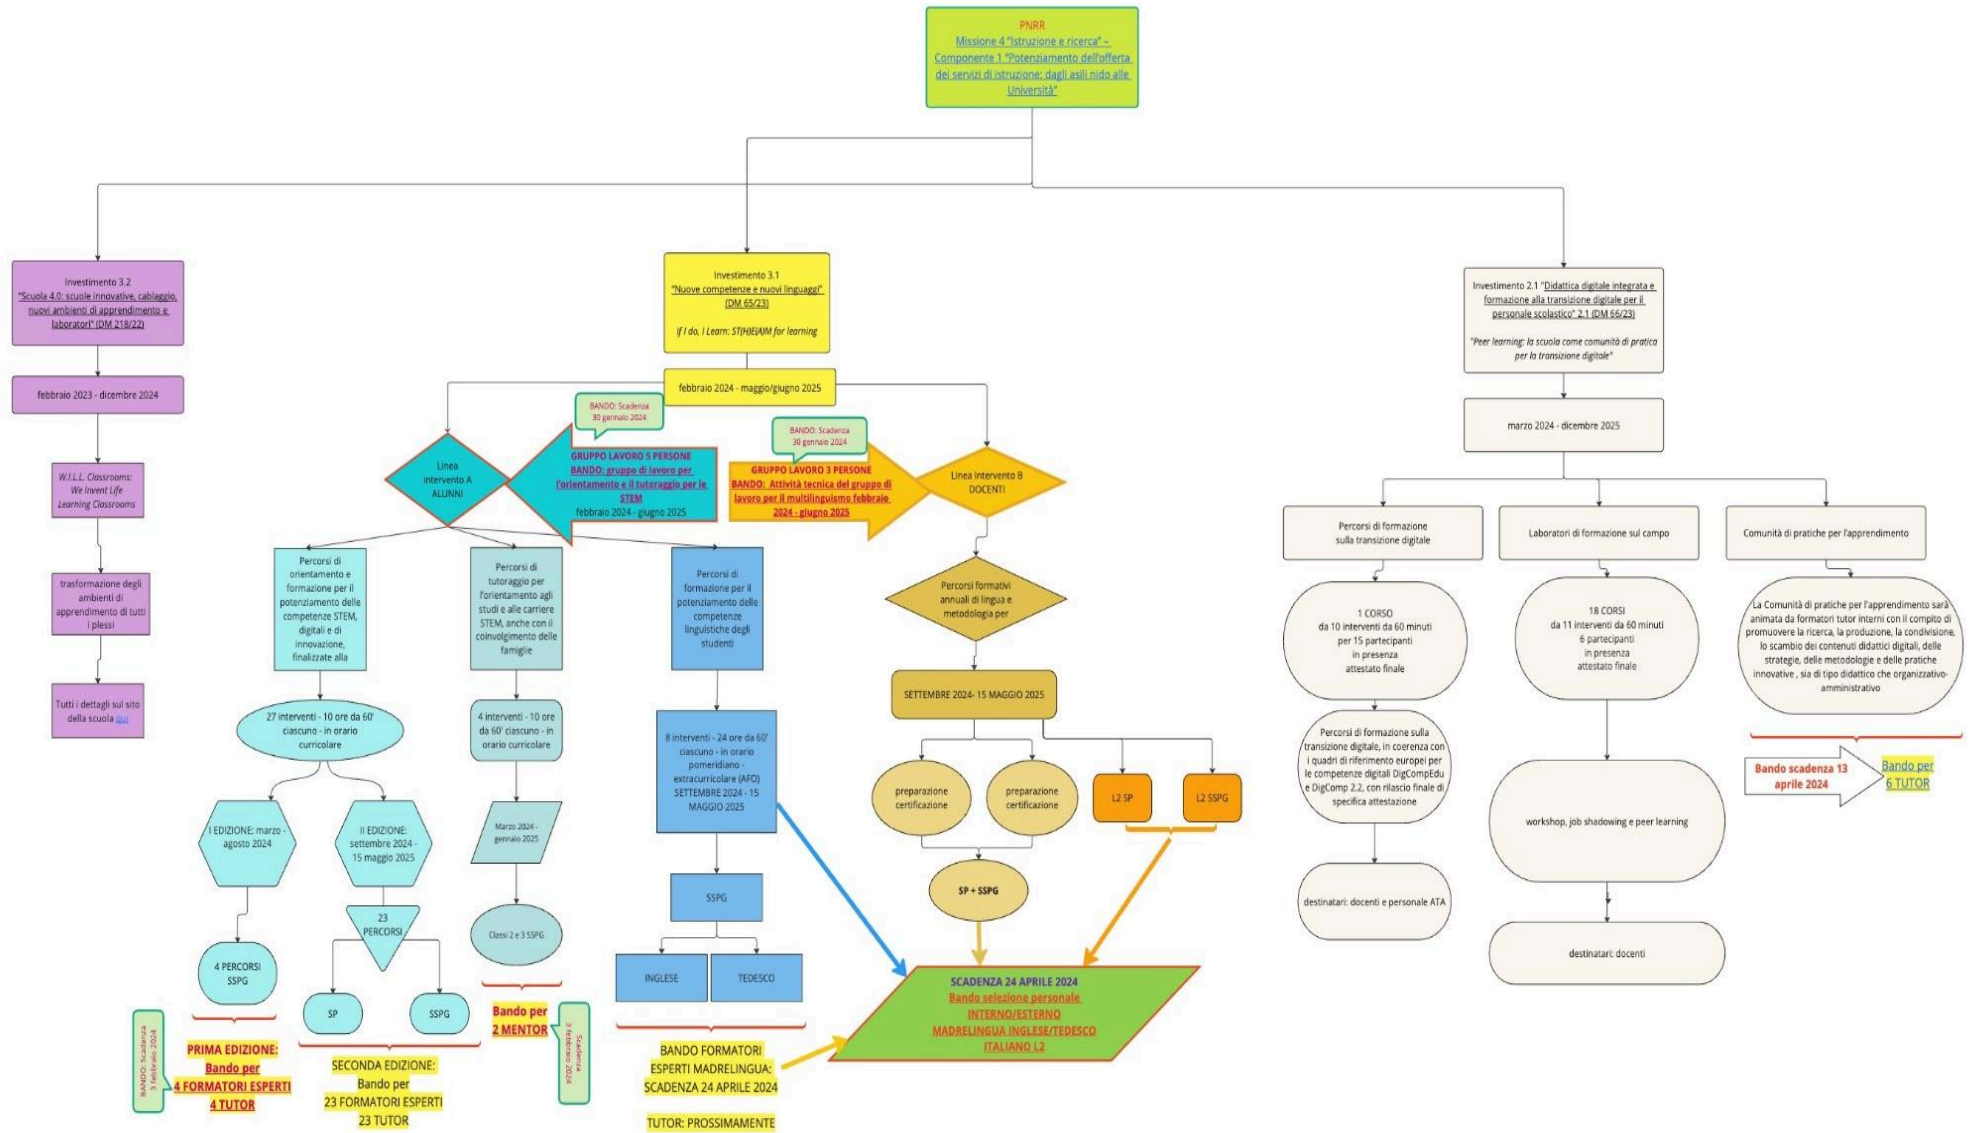 PNRR
Missione 4 "Istruzione e ricerca" –
Componente 1 "Potenziamento dell'offerta
dei servizi di istruzione: dagli asili nido alle
Università"
Investimento 3.2
"Scuola 4.0: scuole innovative, cablaggio,
nuovi ambienti di apprendimento e
laboratori" (DM 218/22)
febbraio 2023 - dicembre 2024
W.I.L.L. Classrooms:
We Invent Life
Learning Classrooms
trasformazione degli
ambienti di
apprendimento di tutti
i plessi
Tutti i dettagli sul sito
della scuola qui
Investimento 3.1
"Nuove competenze e nuovi linguaggi"
(DM 65/23)
If I do, I Learn: ST(H)E(A)M for learning
febbraio 2024 - maggio/giugno 2025
BANDO: Scadenza
30 gennaio 2024
Linea
intervento A
ALUNNI
GRUPPO LAVORO 5 PERSONE
BANDO: gruppo di lavoro per
l'orientamento e il tutoraggio per le
STEM
febbraio 2024 - giugno 2025
BANDO: Scadenza
30 gennaio 2024
GRUPPO LAVORO 3 PERSONE
BANDO: Attività tecnica del gruppo di
lavoro per il multilinguismo febbraio
2024 - giugno 2025
Linea Intervento B
DOCENTI
Percorsi di
orientamento e
formazione per il
potenziamento delle
competenze STEM,
digitali e di
innovazione,
finalizzate alla
27 interventi - 10 ore da 60'
ciascuno - in orario
curricolare
I EDIZIONE: marzo -
agosto 2024
4 PERCORSI
SSPG
BANDO: Scadenza
3 febbraio 2024
PRIMA EDIZIONE:
Bando per
4 FORMATORI ESPERTI
4 TUTOR
II EDIZIONE:
settembre 2024 -
15 maggio 2025
23
PERCORSI
SP
SSPG
SECONDA EDIZIONE:
Bando per
23 FORMATORI ESPERTI
23 TUTOR
Percorsi di
tutoraggio per
l'orientamento agli
studi e alle carriere
STEM, anche con il
coinvolgimento delle
famiglie
4 interventi - 10 ore
da 60' ciascuno - in
orario curricolare
Marzo 2024 -
gennaio 2025
Classi 2 e 3 SSPG
Bando per
2 MENTOR
Scadenza
3 febbraio 2024
Percorsi di
formazione per il
potenziamento delle
competenze
linguistiche degli
studenti
8 interventi - 24 ore da 60'
ciascuno - in orario
pomeridiano -
extracurricolare (AFO)
SETTEMBRE 2024 - 15
MAGGIO 2025
SSPG
INGLESE
TEDESCO
BANDO FORMATORI
ESPERTI MADRELINGUA:
SCADENZA 24 APRILE 2024
TUTOR: PROSSIMAMENTE
Percorsi formativi
annuali di lingua e
metodologia per
SETTEMBRE 2024- 15 MAGGIO 2025
preparazione
certificazione
preparazione
certificazione
L2 SP
L2 SSPG
SP + SSPG
SCADENZA 24 APRILE 2024
Bando selezione personale
INTERNO/ESTERNO
MADRELINGUA INGLESE/TEDESCO
ITALIANO L2
Investimento 2.1 "Didattica digitale integrata e
formazione alla transizione digitale per il
personale scolastico" 2.1 (DM 66/23)
"Peer learning: la scuola come comunità di pratica
per la transizione digitale"
marzo 2024 - dicembre 2025
Percorsi di formazione
sulla transizione digitale
1 CORSO
da 10 interventi da 60 minuti
per 15 partecipanti
in presenza
attestato finale
Percorsi di formazione sulla
transizione digitale, in coerenza con
i quadri di riferimento europei per
le competenze digitali DigCompEdu
e DigComp 2.2, con rilascio finale di
specifica attestazione
destinatari: docenti e personale ATA
Laboratori di formazione sul campo
18 CORSI
da 11 interventi da 60 minuti
6 partecipanti
in presenza
attestato finale
workshop, job shadowing e peer learning
destinatari: docenti
Comunità di pratiche per l'apprendimento
La Comunità di pratiche per l'apprendimento sarà
animata da formatori tutor interni con il compito di
promuovere la ricerca, la produzione, la condivisione,
lo scambio dei contenuti didattici digitali, delle
strategie, delle metodologie e delle pratiche
innovative , sia di tipo didattico che organizzativo-
amministrativo
Bando scadenza 13
aprile 2024
Bando per
6 TUTOR